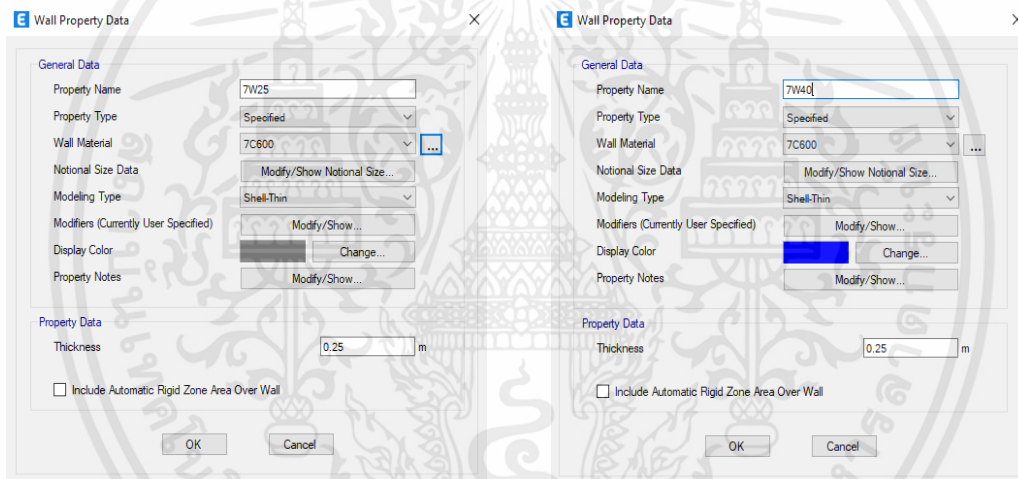 Wall Property Data
General Data
Property Name 7W25
Property Type Specified
Wall Material 7C600 ...
Notional Size Data Modify/Show Notional Size...
Modeling Type Shell-Thin
Modifiers (Currently User Specified) Modify/Show...
Display Color Change...
Property Notes Modify/Show...
Property Data
Thickness 0.25 m
Include Automatic Rigid Zone Area Over Wall
OK Cancel
Wall Property Data
General Data
Property Name 7W40
Property Type Specified
Wall Material 7C600 ...
Notional Size Data Modify/Show Notional Size...
Modeling Type Shell-Thin
Modifiers (Currently User Specified) Modify/Show...
Display Color Change...
Property Notes Modify/Show...
Property Data
Thickness 0.25 m
Include Automatic Rigid Zone Area Over Wall
OK Cancel